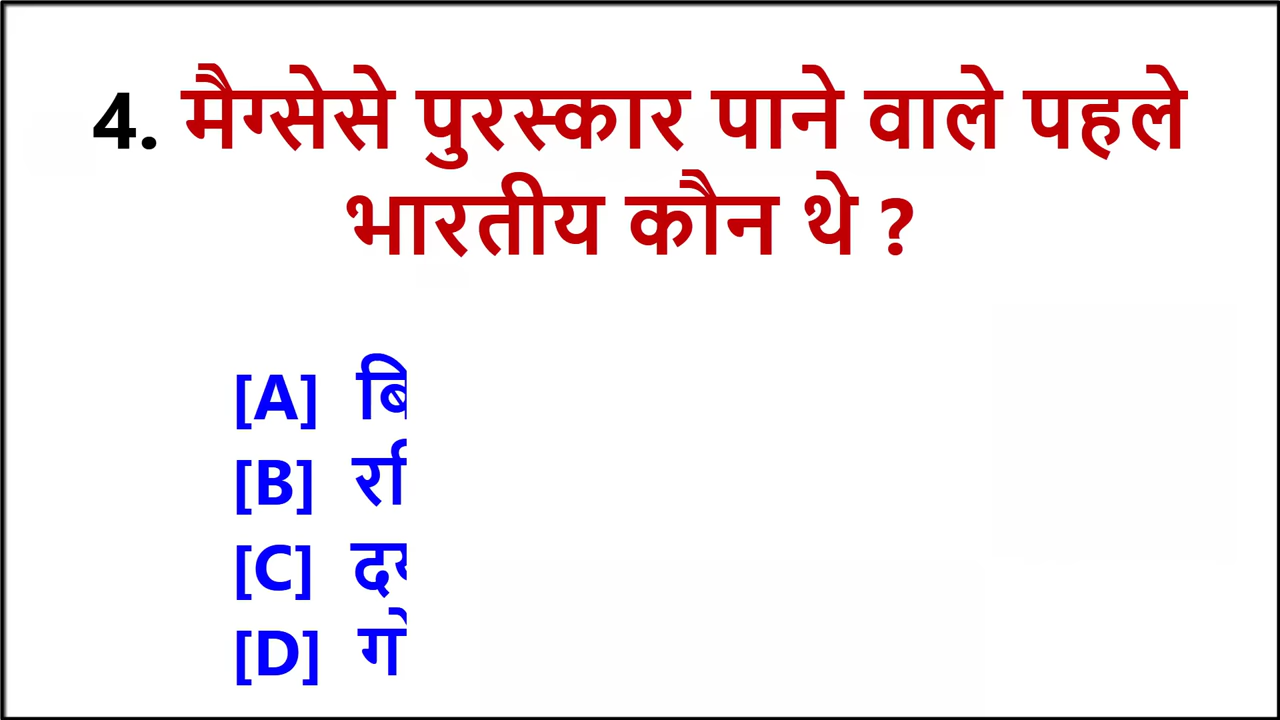 4. मैग्सेसे पुरस्कार पाने वाले पहले
भारतीय कौन थे ?
[A]
[B]
[C]
[D]